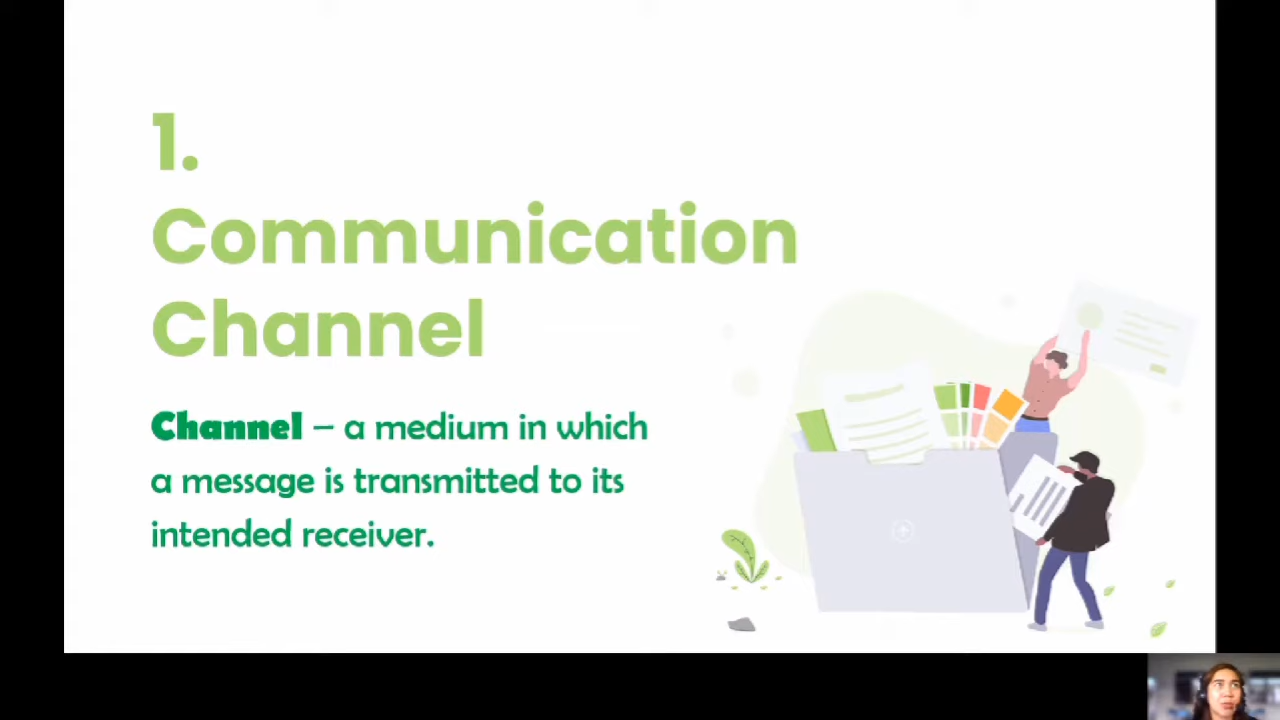 1.
Communication
Channel
Channel – a medium in which
a message is transmitted to its
intended receiver.